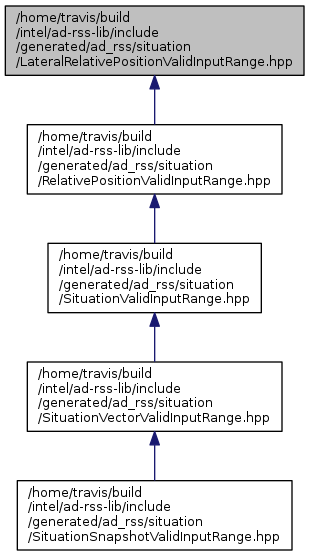 /home/travis/build
/intel/ad-rss-lib/include
/generated/ad_rss/situation
/LateralRelativePositionValidInputRange.hpp
/home/travis/build
/intel/ad-rss-lib/include
/generated/ad_rss/situation
/RelativePositionValidInputRange.hpp
/home/travis/build
/intel/ad-rss-lib/include
/generated/ad_rss/situation
/SituationValidInputRange.hpp
/home/travis/build
/intel/ad-rss-lib/include
/generated/ad_rss/situation
/SituationVectorValidInputRange.hpp
/home/travis/build
/intel/ad-rss-lib/include
/generated/ad_rss/situation
/SituationSnapshotValidInputRange.hpp